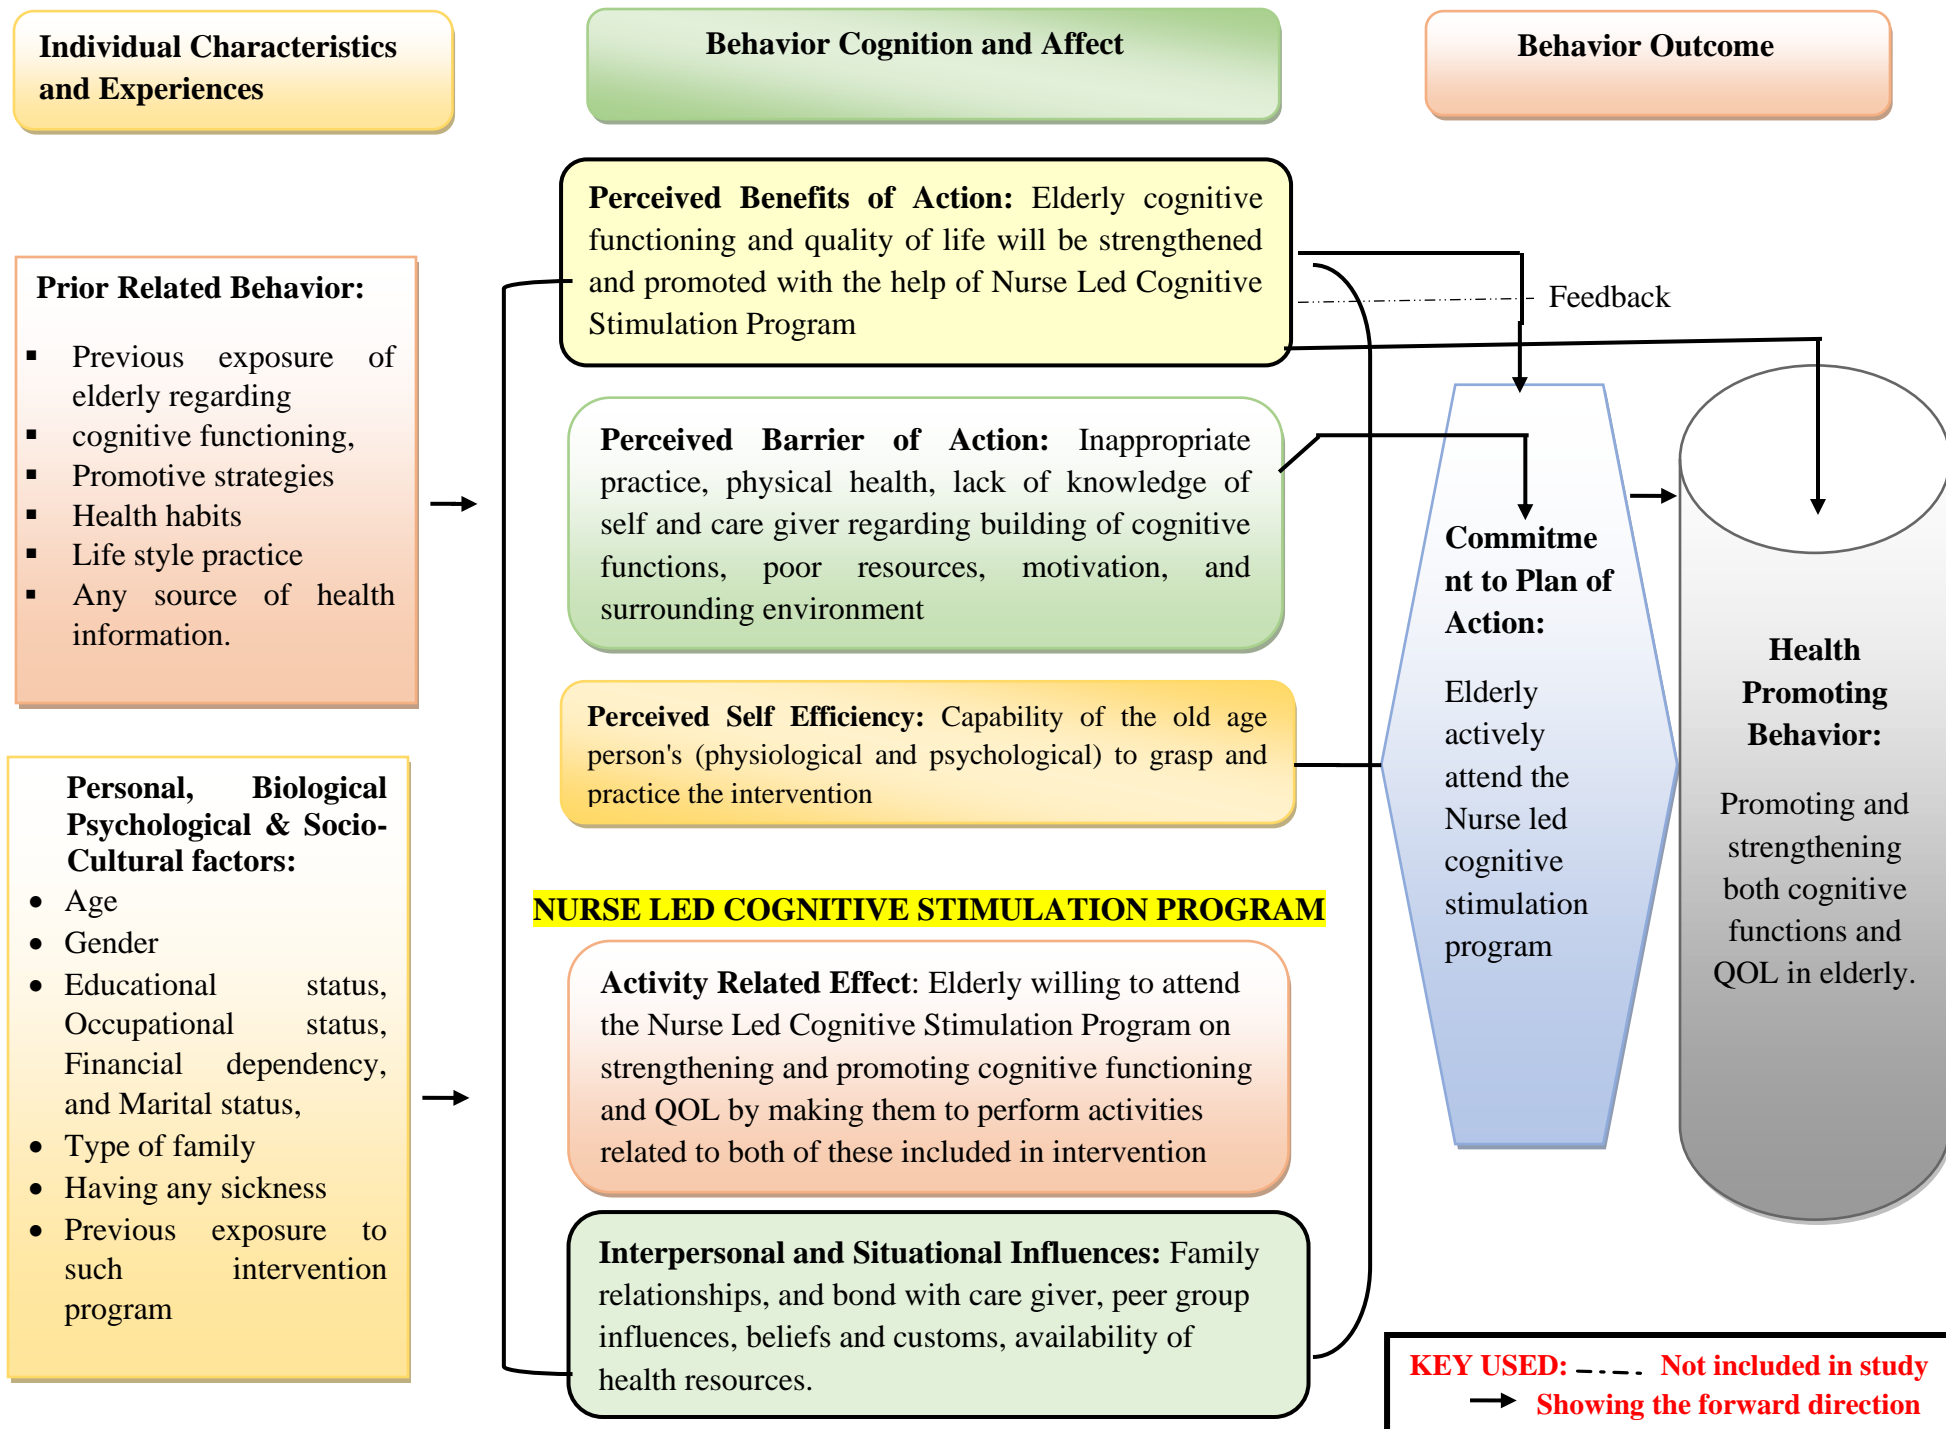 Individual Characteristics
and Experiences
Behavior Cognition and Affect
Behavior Outcome
Prior Related Behavior:
▪ Previous exposure of
elderly regarding
▪ cognitive functioning,
▪ Promotive strategies
▪ Health habits
▪ Life style practice
▪ Any source of health
information.
Personal, Biological
Psychological & Socio-
Cultural factors:
• Age
• Gender
• Educational status,
Occupational status,
Financial dependency,
and Marital status,
• Type of family
• Having any sickness
• Previous exposure to
such intervention
program
Perceived Benefits of Action: Elderly cognitive
functioning and quality of life will be strengthened
and promoted with the help of Nurse Led Cognitive
Stimulation Program
Perceived Barrier of Action: Inappropriate
practice, physical health, lack of knowledge of
self and care giver regarding building of cognitive
functions, poor resources, motivation, and
surrounding environment
Perceived Self Efficiency: Capability of the old age
person's (physiological and psychological) to grasp and
practice the intervention
NURSE LED COGNITIVE STIMULATION PROGRAM
Activity Related Effect: Elderly willing to attend
the Nurse Led Cognitive Stimulation Program on
strengthening and promoting cognitive functioning
and QOL by making them to perform activities
related to both of these included in intervention
Interpersonal and Situational Influences: Family
relationships, and bond with care giver, peer group
influences, beliefs and customs, availability of
health resources.
Feedback
Commitme
nt to Plan of
Action:
Elderly
actively
attend the
Nurse led
cognitive
stimulation
program
Health
Promoting
Behavior:
Promoting and
strengthening
both cognitive
functions and
QOL in elderly.
KEY USED: Not included in study
Showing the forward direction